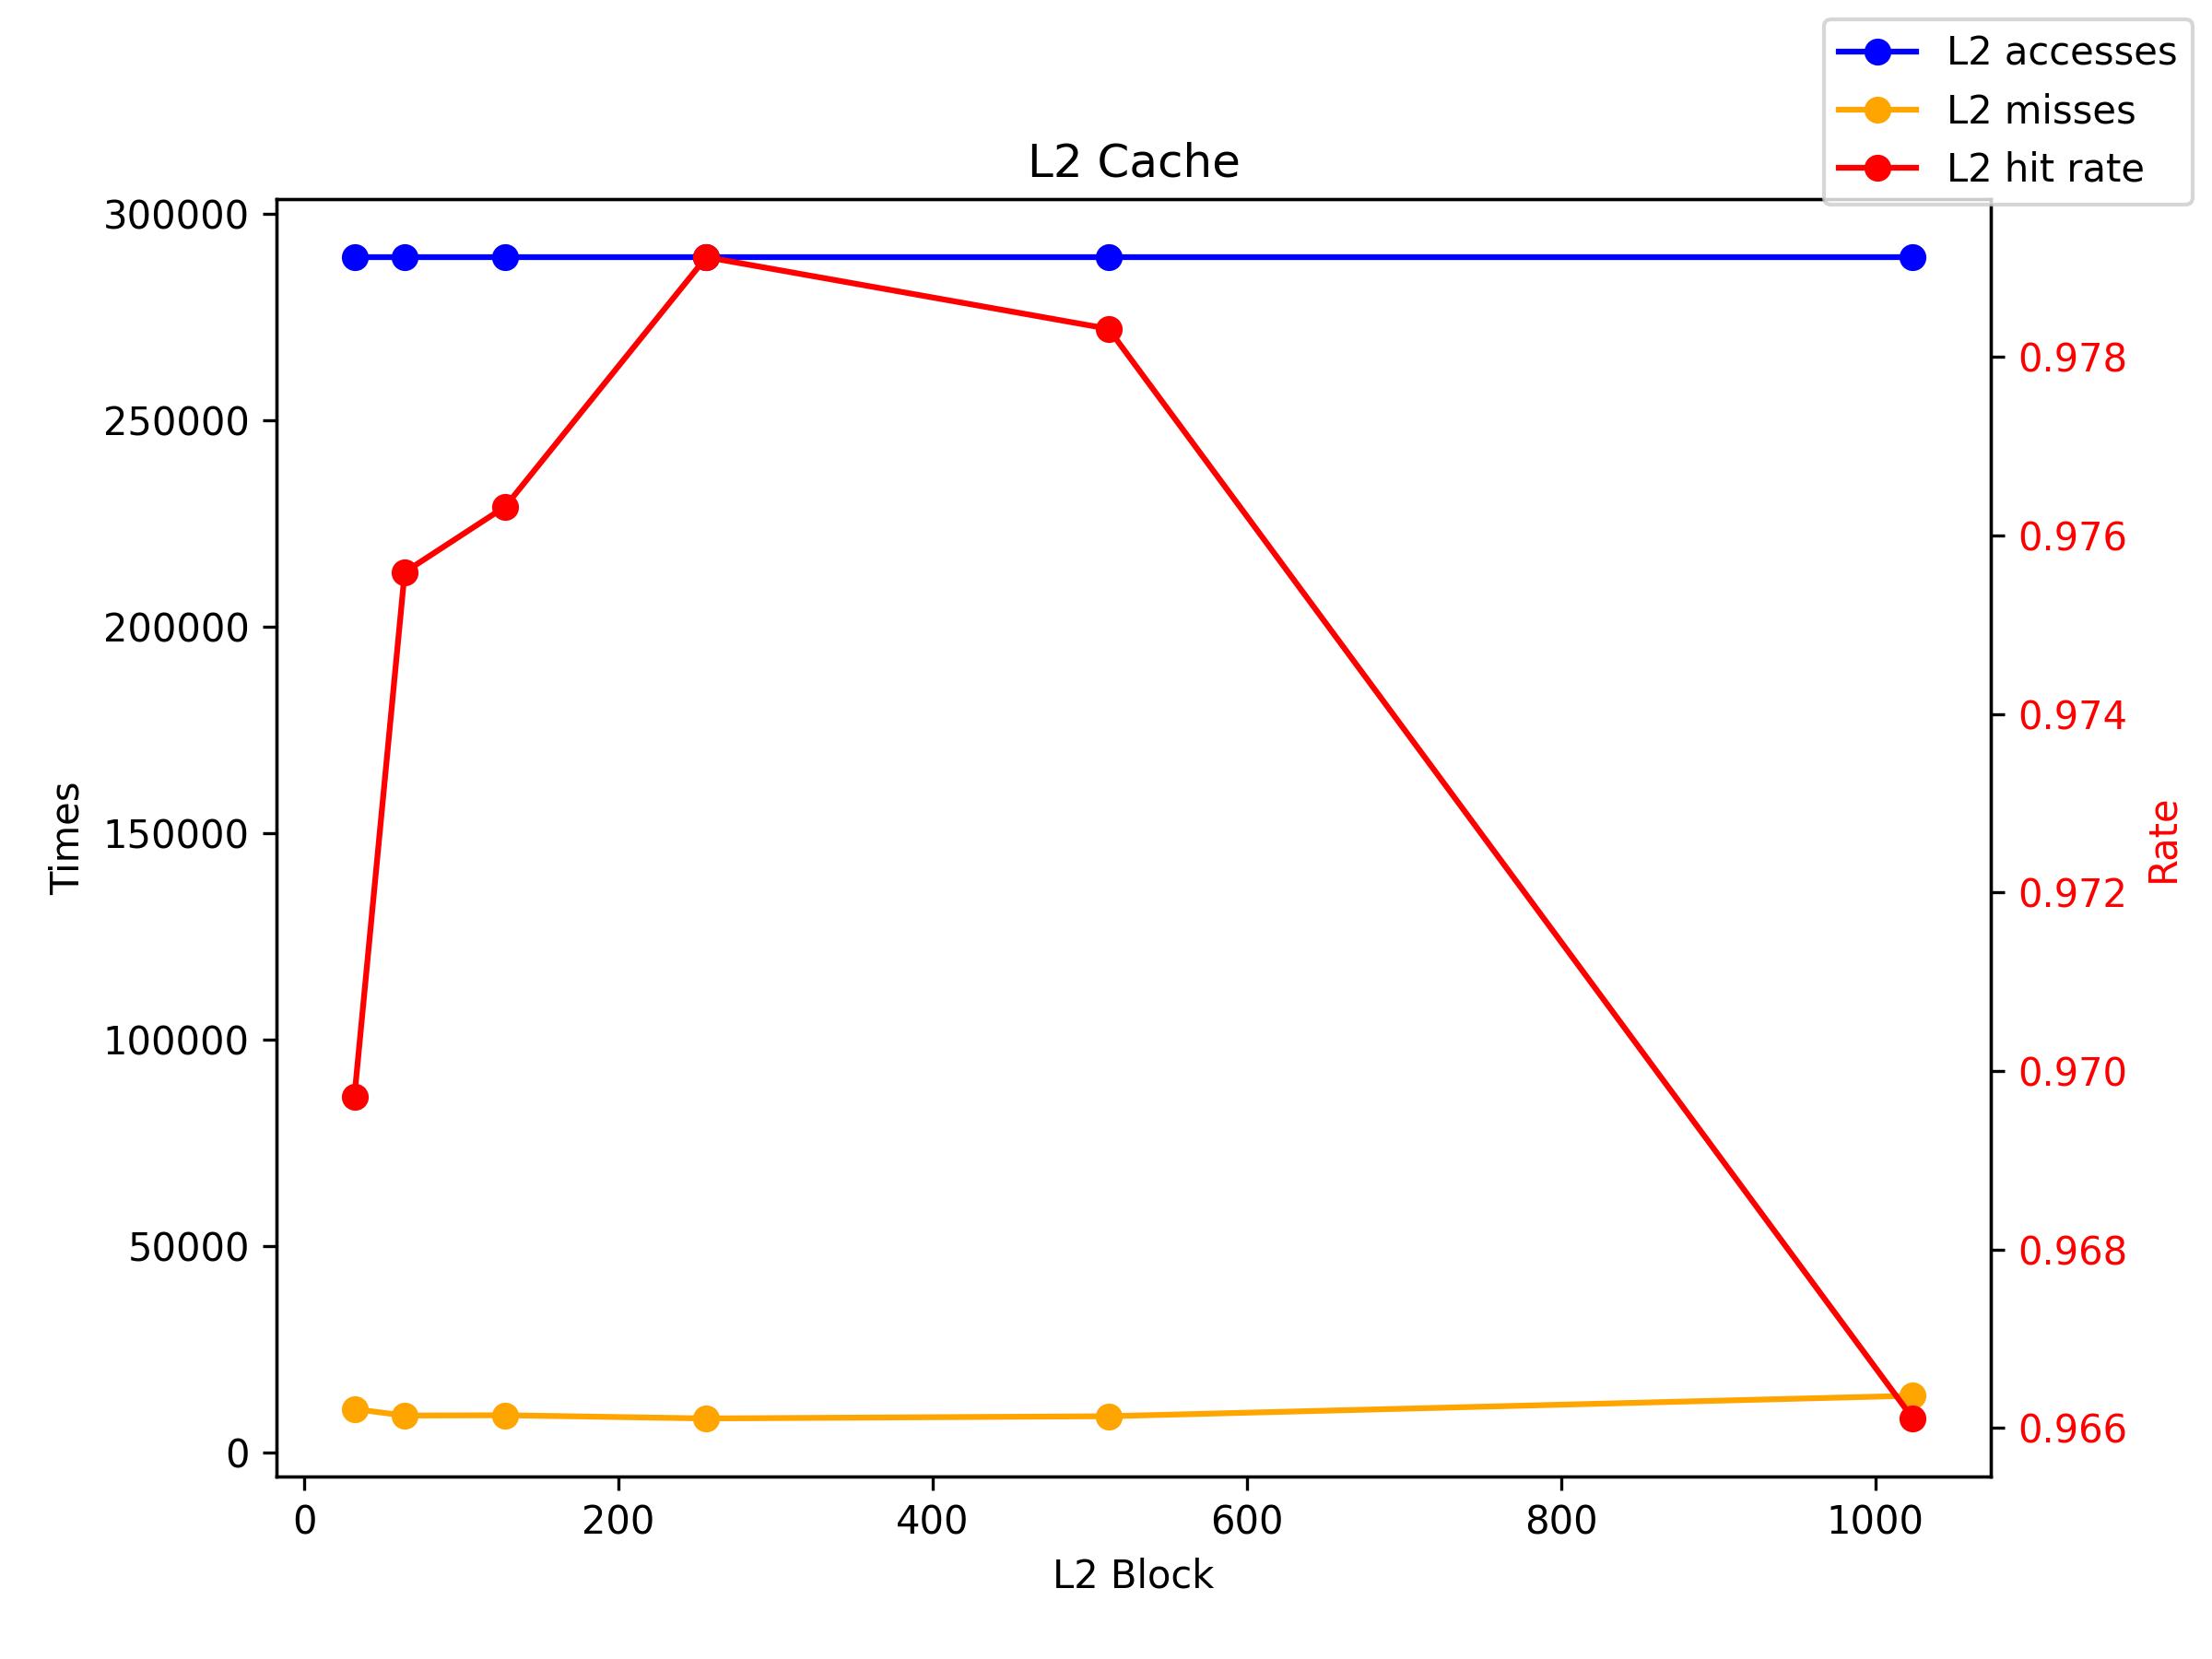 L2 accesses
L2 misses
L2 hit rate
L2 Cache
300000
250000
200000
150000
100000
50000
0
Times
0.978
0.976
0.974
0.972
0.970
0.968
0.966
Rate
0 200 400 600 800 1000
L2 Block